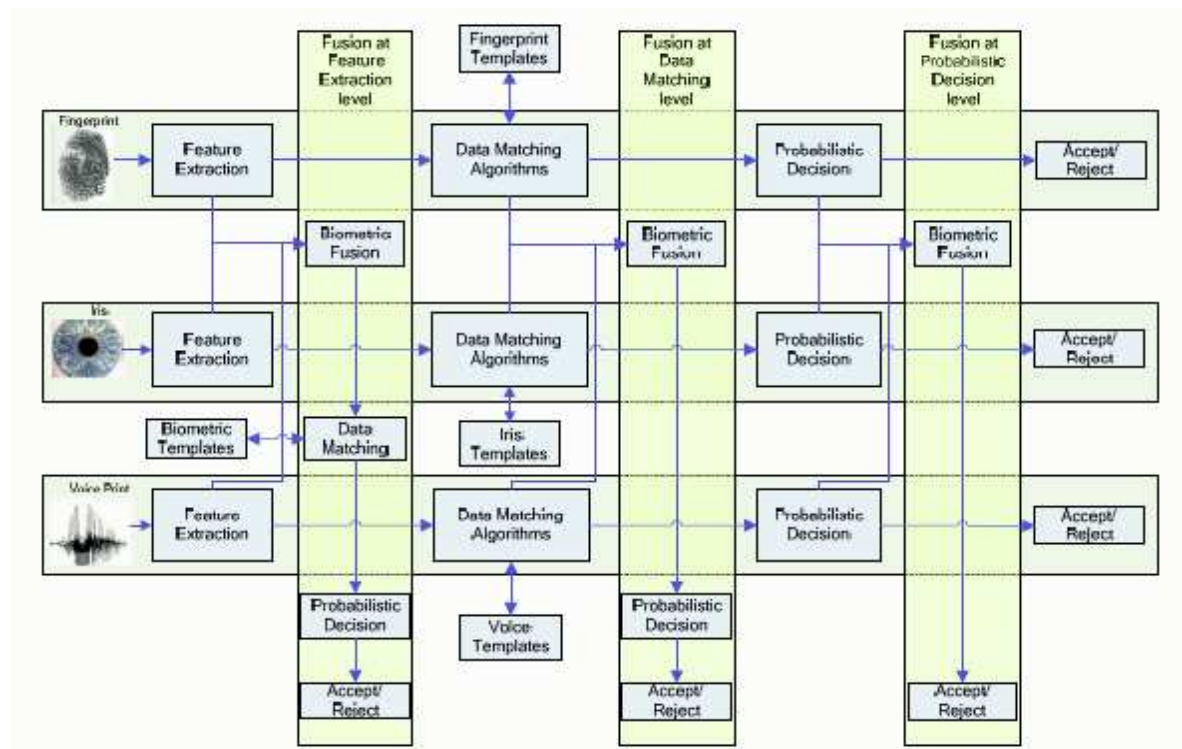 Fusion at
Feature
Extraction
level
Fingerprint
Templates
Fusion at
Data
Matching
level
Fusion at
Probabilistic
Decision
level
Fingerprint
Feature
Extraction
Data Matching
Algorithms
Probabiliatic
Decision
Accept/
Reject
Biometric
Fusion
Biometric
Fusion
Biometric
Fusion
Iris
Feature
Extraction
Data Matching
Algorithms
Probabilistic
Decision
Accept/
Reject
Biometric
Templates
Data
Matching
Iris
Templates
Voice Print
Feature
Extraction
Data Matching
Algorithms
Probabilistic
Decision
Accept/
Reject
Probabilistic
Decision
Voice
Templates
Probabilistic
Decision
Accept/
Reject
Accept/
Reject
Accept/
Reject